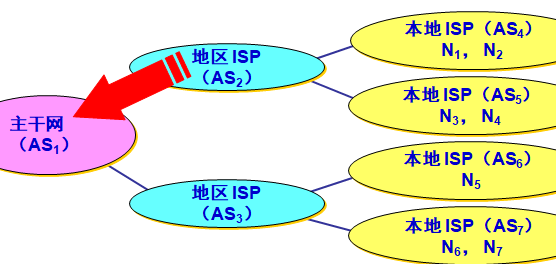 主干网
（AS₁）
地区 ISP
（AS₂）
地区 ISP
（AS₃）
本地 ISP（AS₄）
N₁， N₂
本地 ISP（AS₅）
N₃， N₄
本地 ISP（AS₆）
N₅
本地 ISP（AS₇）
N₆， N₇